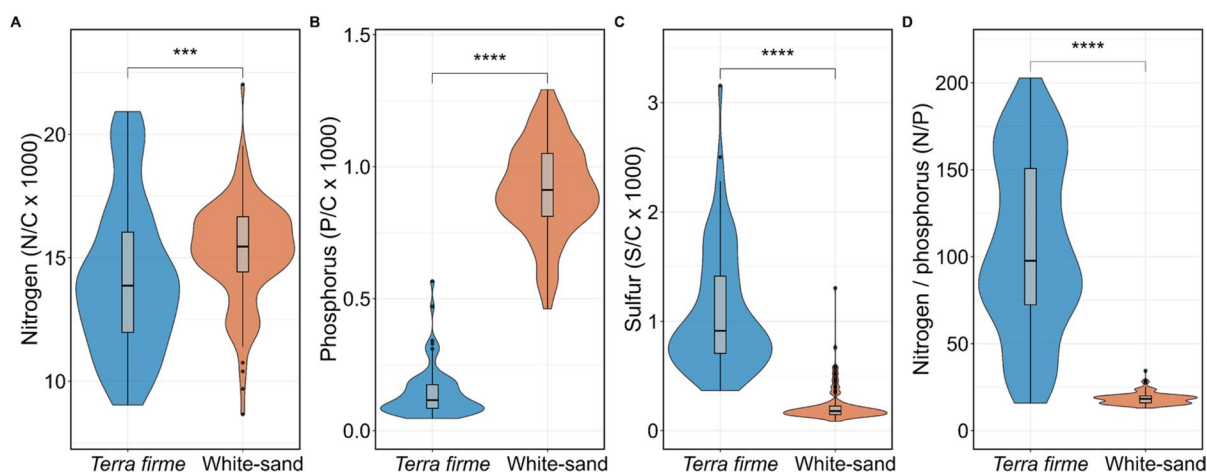 A
Nitrogen (N/C x 1000)
20
15
10
***
Terra firme
White-sand
B
Phosphorus (P/C x 1000)
1.5
1.0
0.5
0.0
****
Terra firme
White-sand
C
Sulfur (S/C x 1000)
3
2
1
0
****
Terra firme
White-sand
D
Nitrogen / phosphorus (N/P)
200
150
100
50
0
****
Terra firme
White-sand